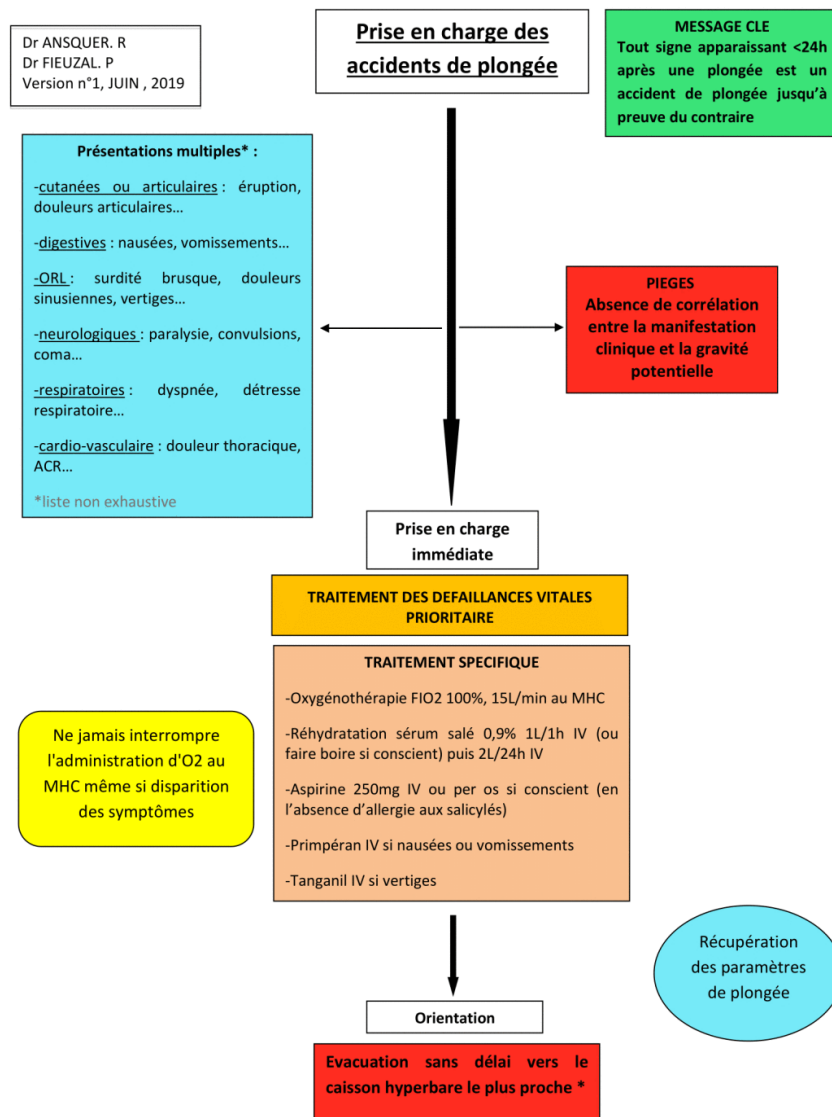 Dr ANSQUER. R
Dr FIEUZAL. P
Version n°1, JUIN , 2019
Prise en charge des
accidents de plongée
MESSAGE CLE
Tout signe apparaissant <24h
après une plongée est un
accident de plongée jusqu'à
preuve du contraire
Présentations multiples* :
-cutanées ou articulaires : éruption,
douleurs articulaires…
-digestives : nausées, vomissements…
-ORL : surdité brusque, douleurs
sinusiennes, vertiges…
-neurologiques : paralysie, convulsions,
coma…
-respiratoires : dyspnée, détresse
respiratoire…
-cardio-vasculaire : douleur thoracique,
ACR…
*liste non exhaustive
PIEGES
Absence de corrélation
entre la manifestation
clinique et la gravité
potentielle
Prise en charge
immédiate
TRAITEMENT DES DEFAILLANCES VITALES
PRIORITAIRE
TRAITEMENT SPECIFIQUE
-Oxygénothérapie FIO2 100%, 15L/min au MHC
-Réhydratation sérum salé 0,9% 1L/1h IV (ou
faire boire si conscient) puis 2L/24h IV
-Aspirine 250mg IV ou per os si conscient (en
l'absence d'allergie aux salicylés)
-Primpéran IV si nausées ou vomissements
-Tanganil IV si vertiges
Ne jamais interrompre
l'administration d'O2 au
MHC même si disparition
des symptômes
Récupération
des paramètres
de plongée
Orientation
Evacuation sans délai vers le
caisson hyperbare le plus proche *